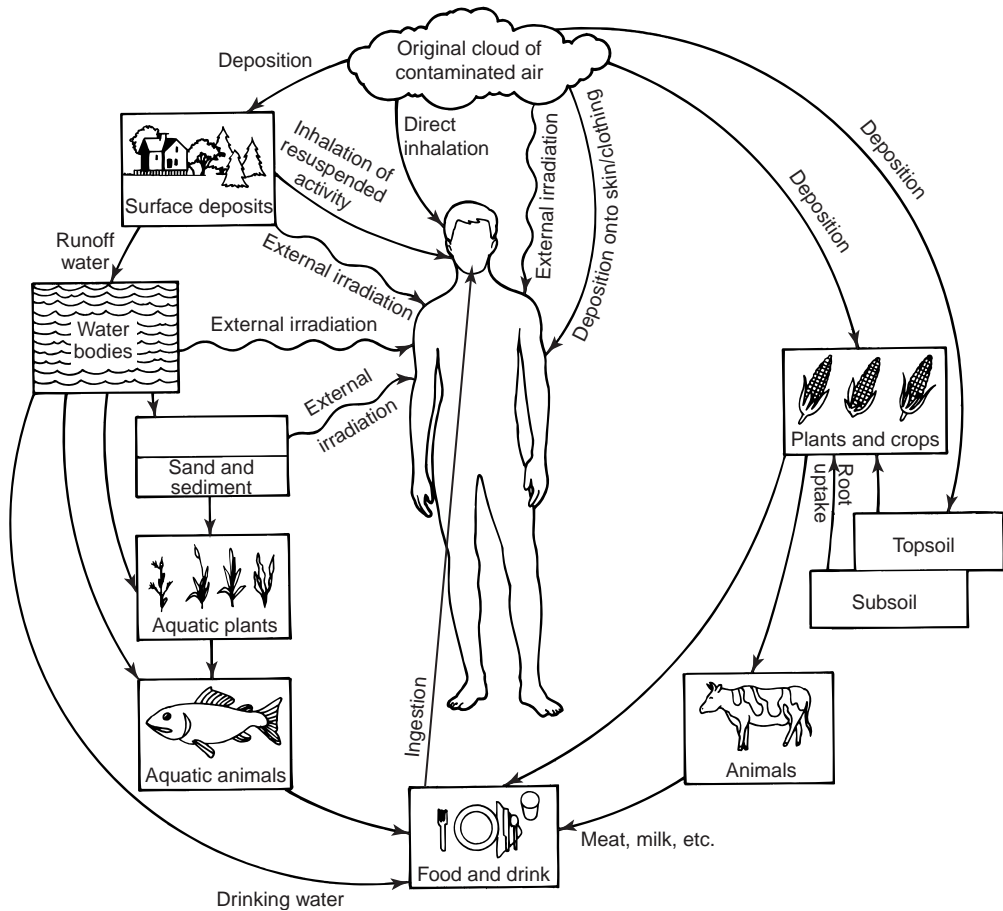 Original cloud of
contaminated air
Deposition
Direct
inhalation
Inhalation of
resuspended
activity
External irradiation
Deposition onto skin/clothing
Deposition
Deposition
Surface deposits
Runoff
water
External irradiation
Water
bodies
External irradiation
External
irradiation
Sand and
sediment
Plants and crops
Root
uptake
Topsoil
Subsoil
Aquatic plants
Aquatic animals
Ingestion
Animals
Meat, milk, etc.
Food and drink
Drinking water